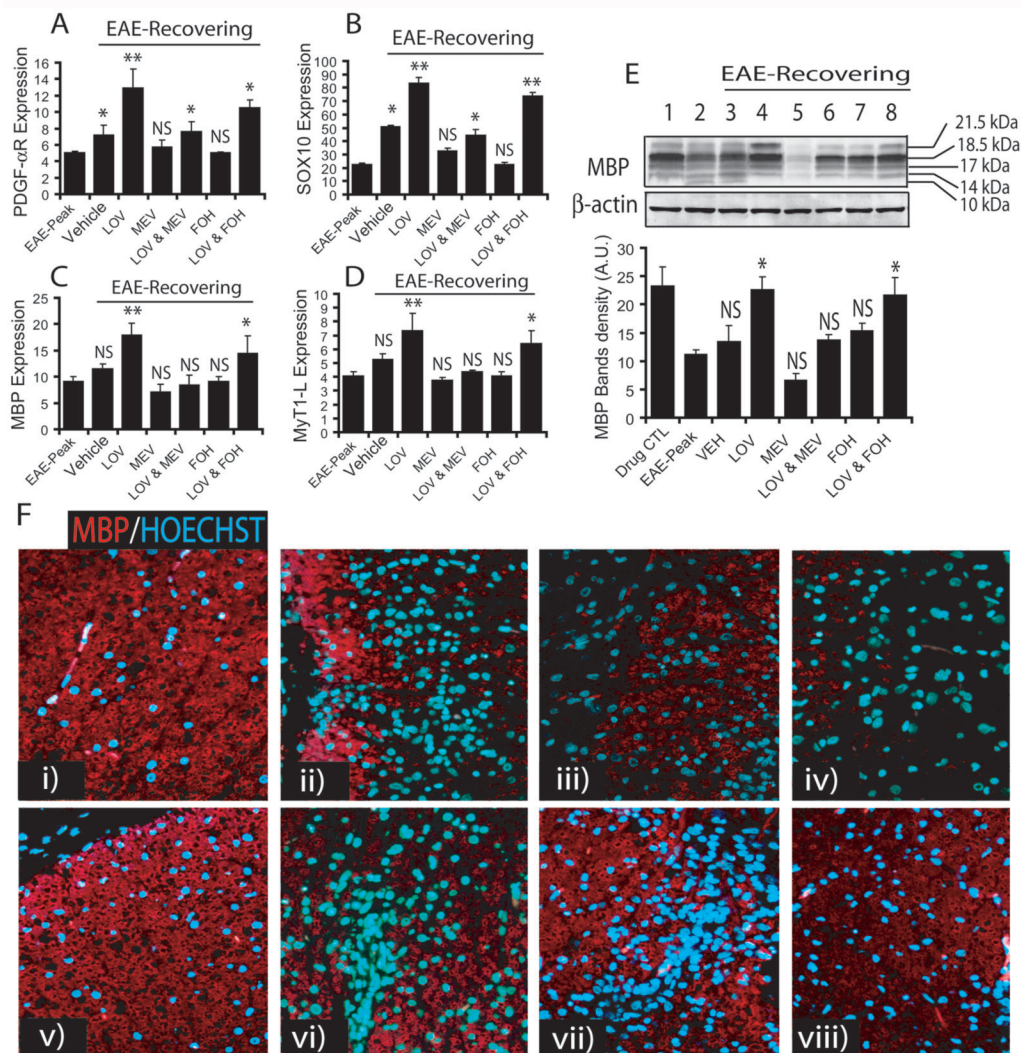 A
EAE-Recovering
PDGF-αR Expression
16
14
12
10
8
6
4
2
0
*
**
NS
*
NS
*
EAE-Peak
Vehicle
LOV
MEV
LOV & MEV
FOH
LOV & FOH
B
EAE-Recovering
SOX10 Expression
100
90
80
70
60
50
40
30
20
10
0
*
**
NS
*
NS
**
EAE-Peak
Vehicle
LOV
MEV
LOV & MEV
FOH
LOV & FOH
C
EAE-Recovering
MBP Expression
25
20
15
10
5
0
NS
**
NS
NS
NS
*
EAE-Peak
Vehicle
LOV
MEV
LOV & MEV
FOH
LOV & FOH
D
EAE-Recovering
MyT1-L Expression
10
9
8
7
6
5
4
3
2
1
0
NS
**
NS
NS
NS
*
EAE-Peak
Vehicle
LOV
MEV
LOV & MEV
FOH
LOV & FOH
E
EAE-Recovering
1 2 3 4 5 6 7 8
MBP
21.5 kDa
18.5 kDa
17 kDa
14 kDa
10 kDa
β-actin
MBP Bands density (A.U.)
30
25
20
15
10
5
0
NS
*
NS
NS
NS
*
Drug CTL
EAE-Peak
VEH
LOV
MEV
LOV & MEV
FOH
LOV & FOH
F
MBP/HOECHST
i)
ii)
iii)
iv)
v)
vi)
vii)
viii)